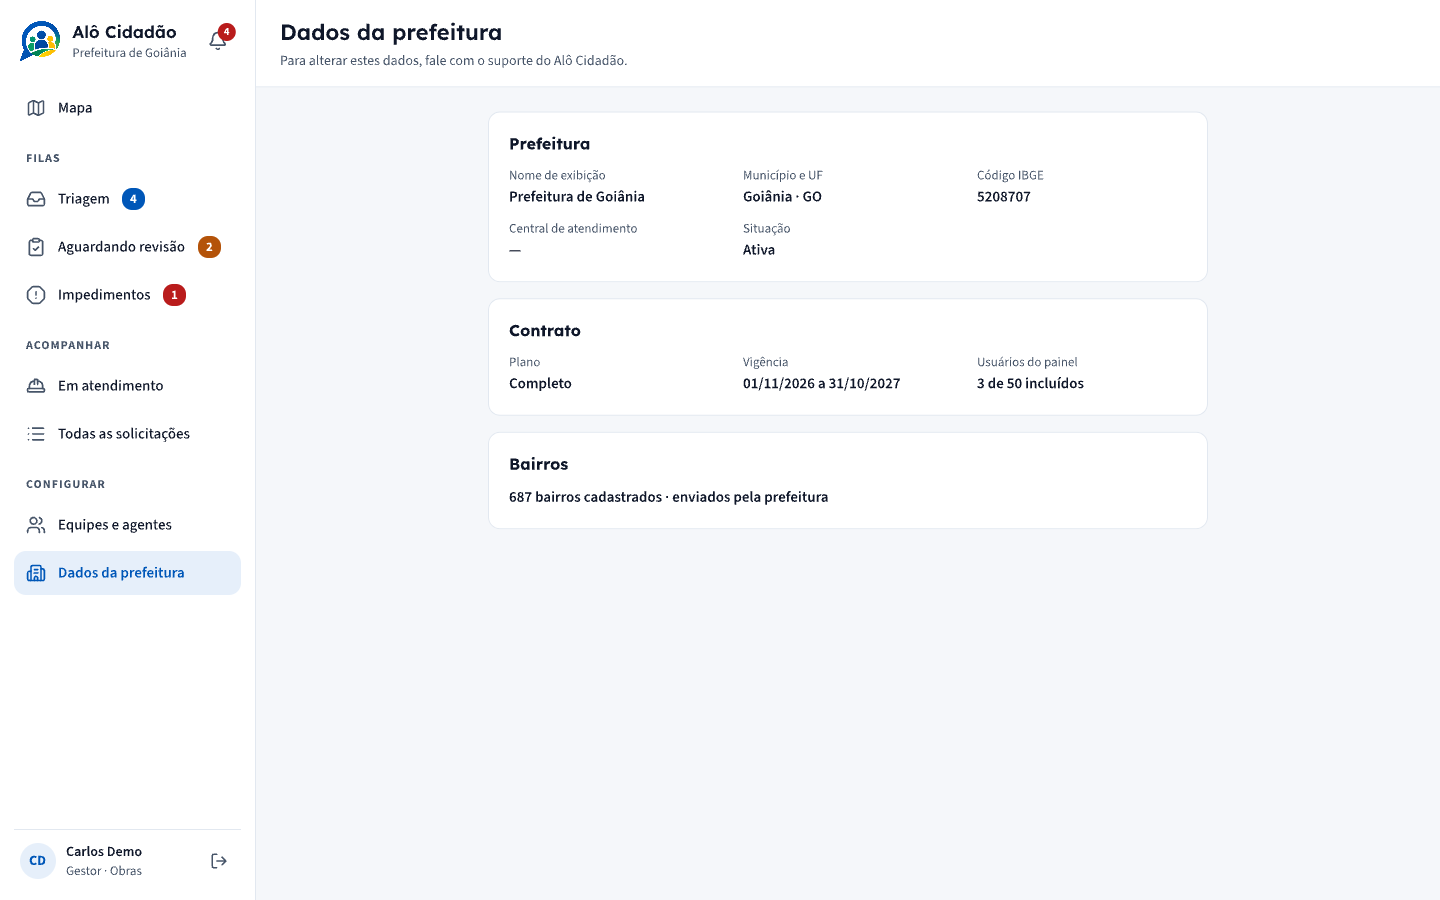 Alô Cidadão
Prefeitura de Goiânia
4
Mapa
FILAS
Triagem 4
Aguardando revisão 2
Impedimentos 1
ACOMPANHAR
Em atendimento
Todas as solicitações
CONFIGURAR
Equipes e agentes
Dados da prefeitura
CD
Carlos Demo
Gestor · Obras
Dados da prefeitura
Para alterar estes dados, fale com o suporte do Alô Cidadão.
Prefeitura
Nome de exibição
Prefeitura de Goiânia
Município e UF
Goiânia · GO
Código IBGE
5208707
Central de atendimento
—
Situação
Ativa
Contrato
Plano
Completo
Vigência
01/11/2026 a 31/10/2027
Usuários do painel
3 de 50 incluídos
Bairros
687 bairros cadastrados · enviados pela prefeitura